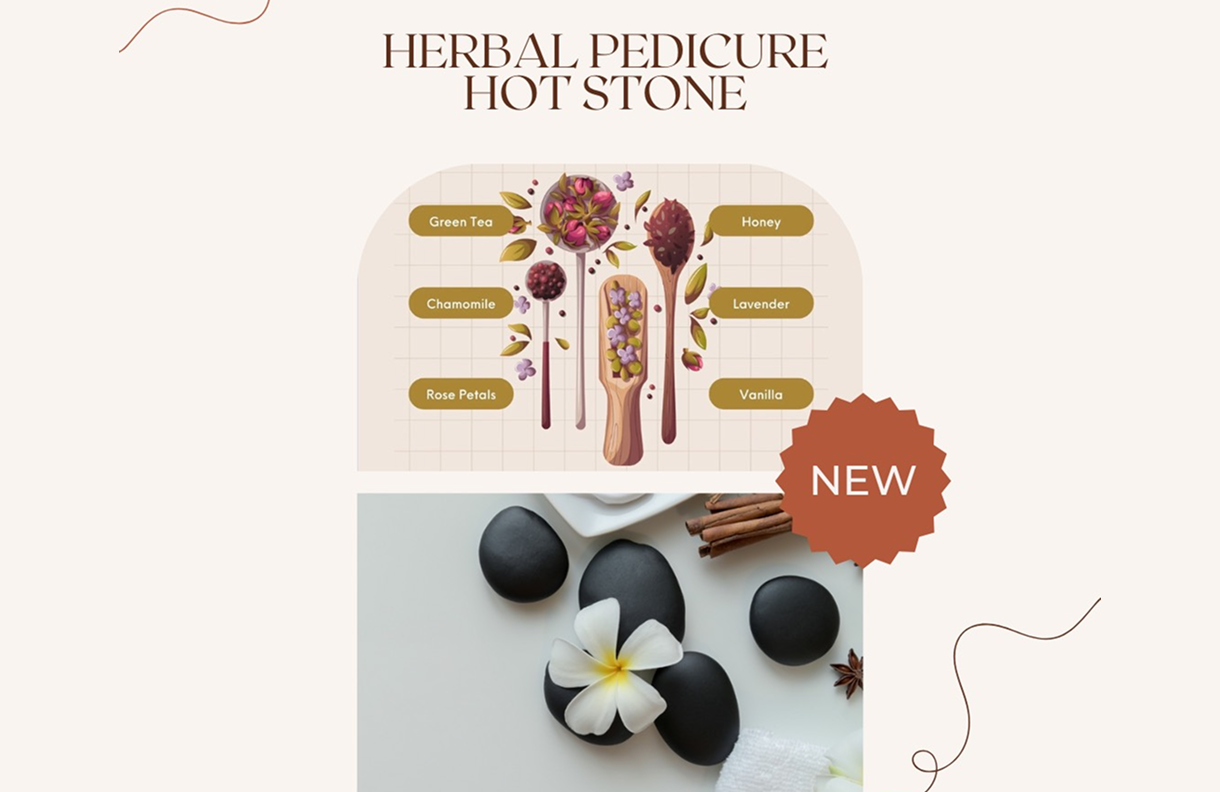 HERBAL PEDICURE
HOT STONE
Green Tea
Honey
Chamomile
Lavender
Rose Petals
Vanilla
NEW